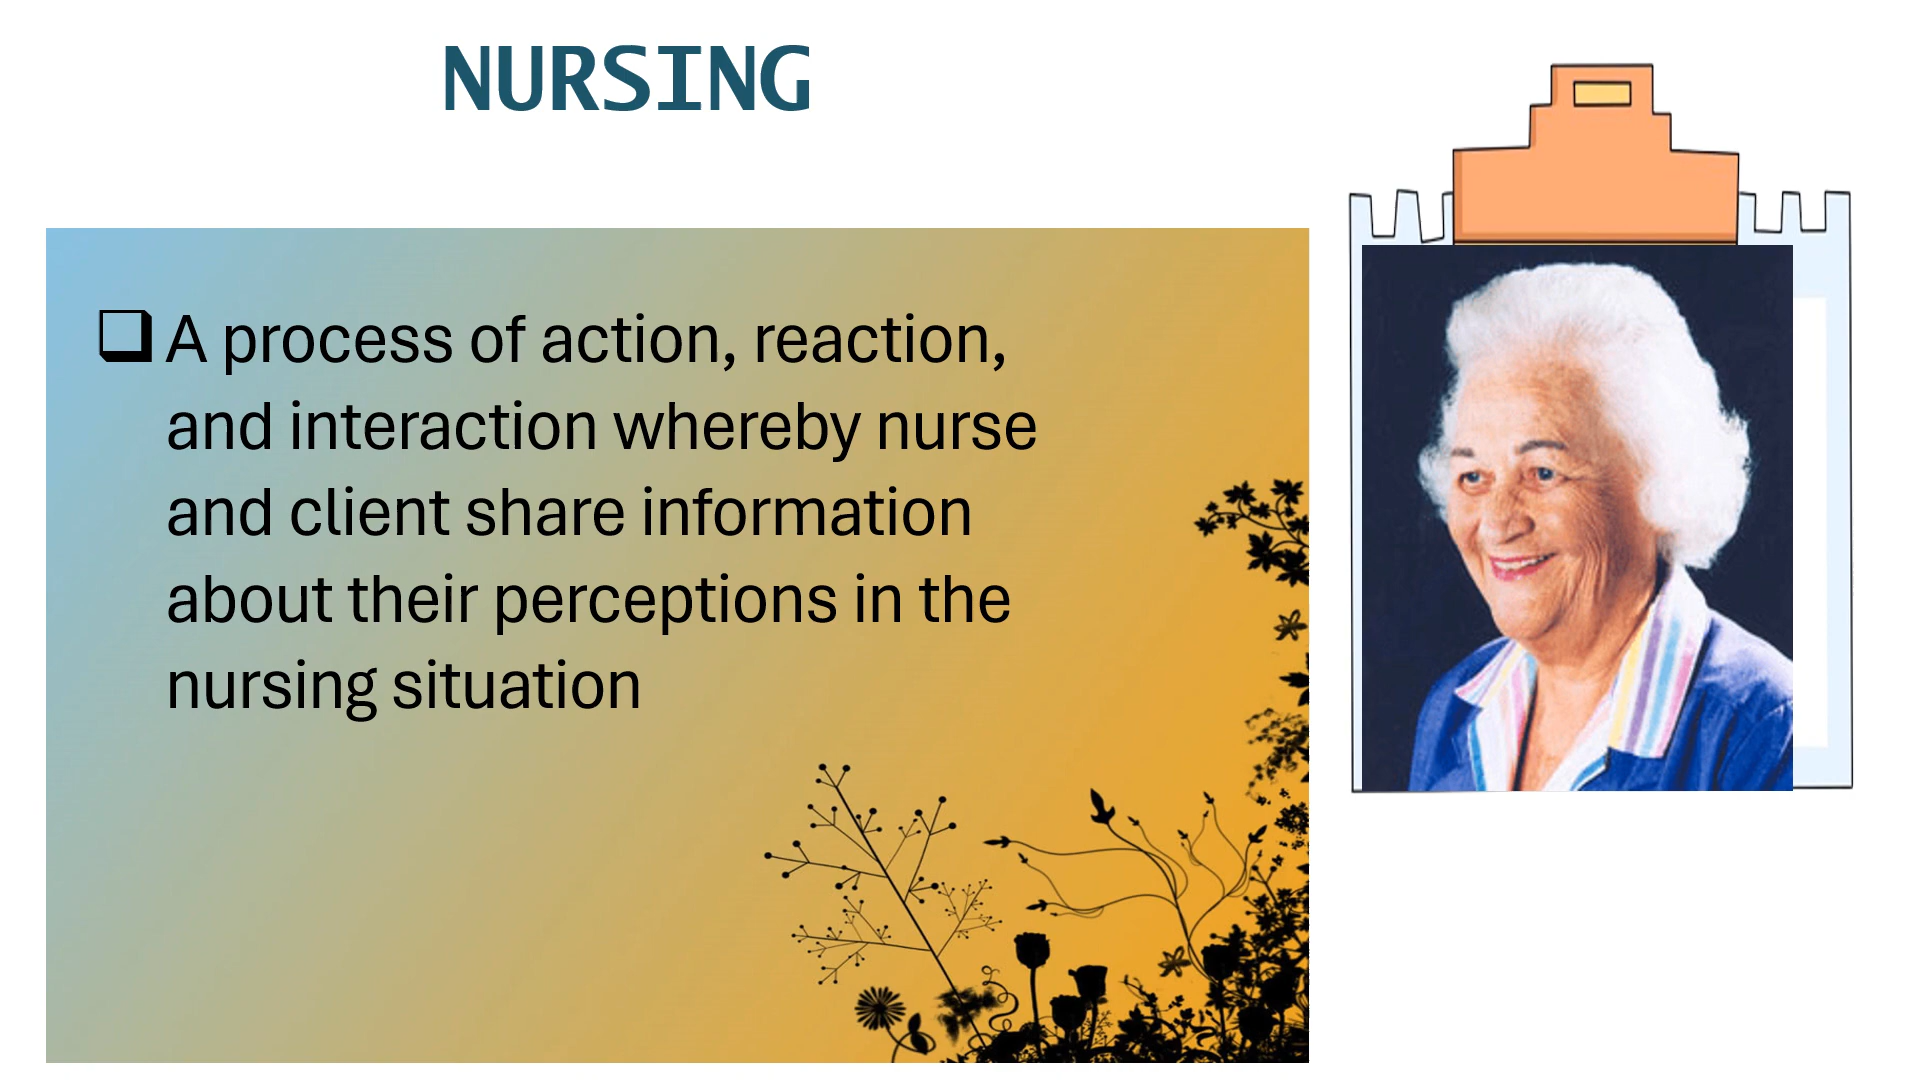 NURSING
❑ A process of action, reaction,
and interaction whereby nurse
and client share information
about their perceptions in the
nursing situation